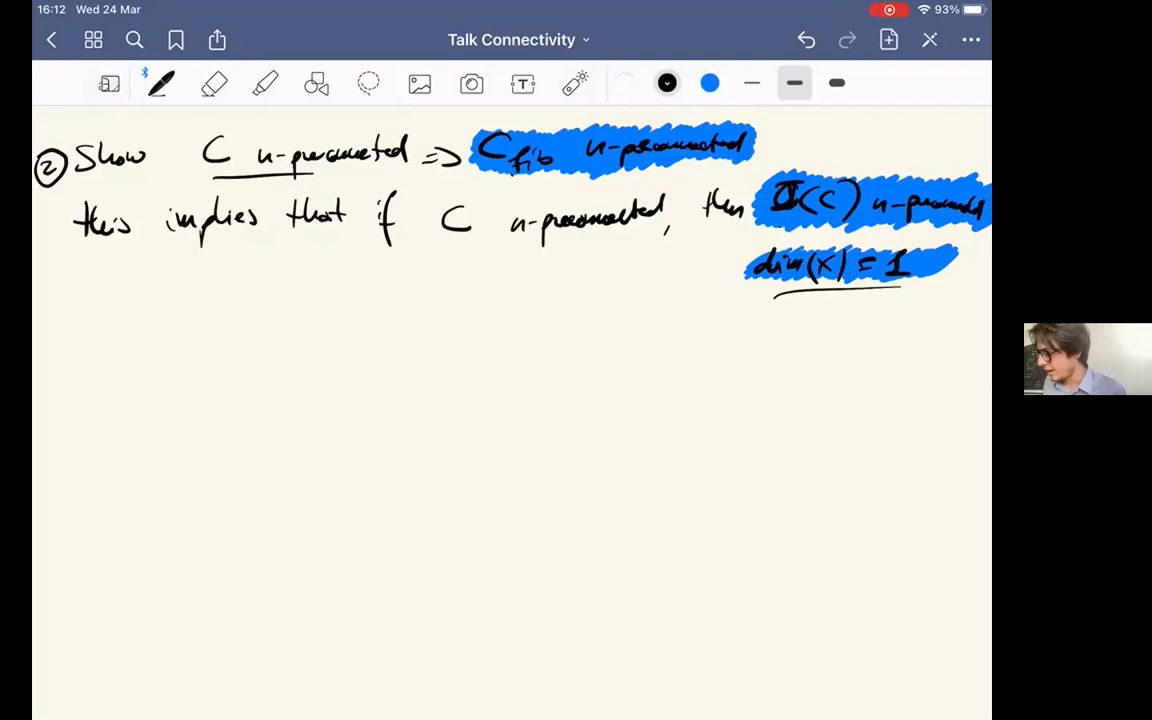 16:12 Wed 24 Mar 93%
Talk Connectivity
② Show C n-preconnected => C_fib n-preconnected
this implies that if C n-preconnected, then (C) n-preconnected
dim(X) = 1